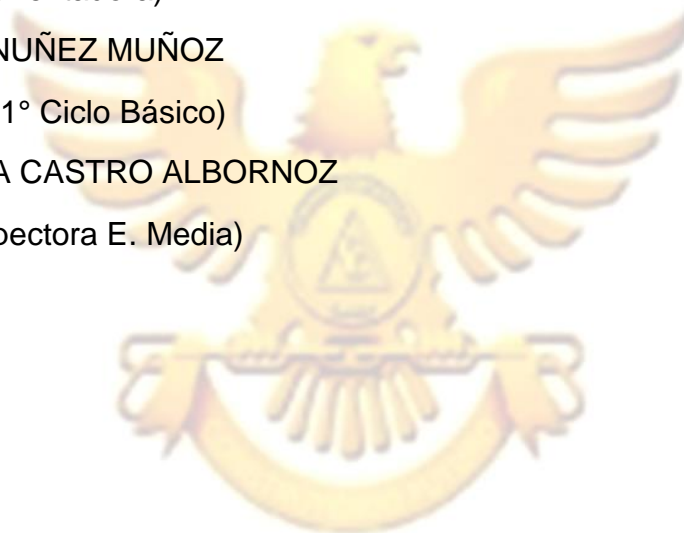 NUÑEZ MUÑOZ
1° Ciclo Básico)
A CASTRO ALBORNOZ
pectora E. Media)